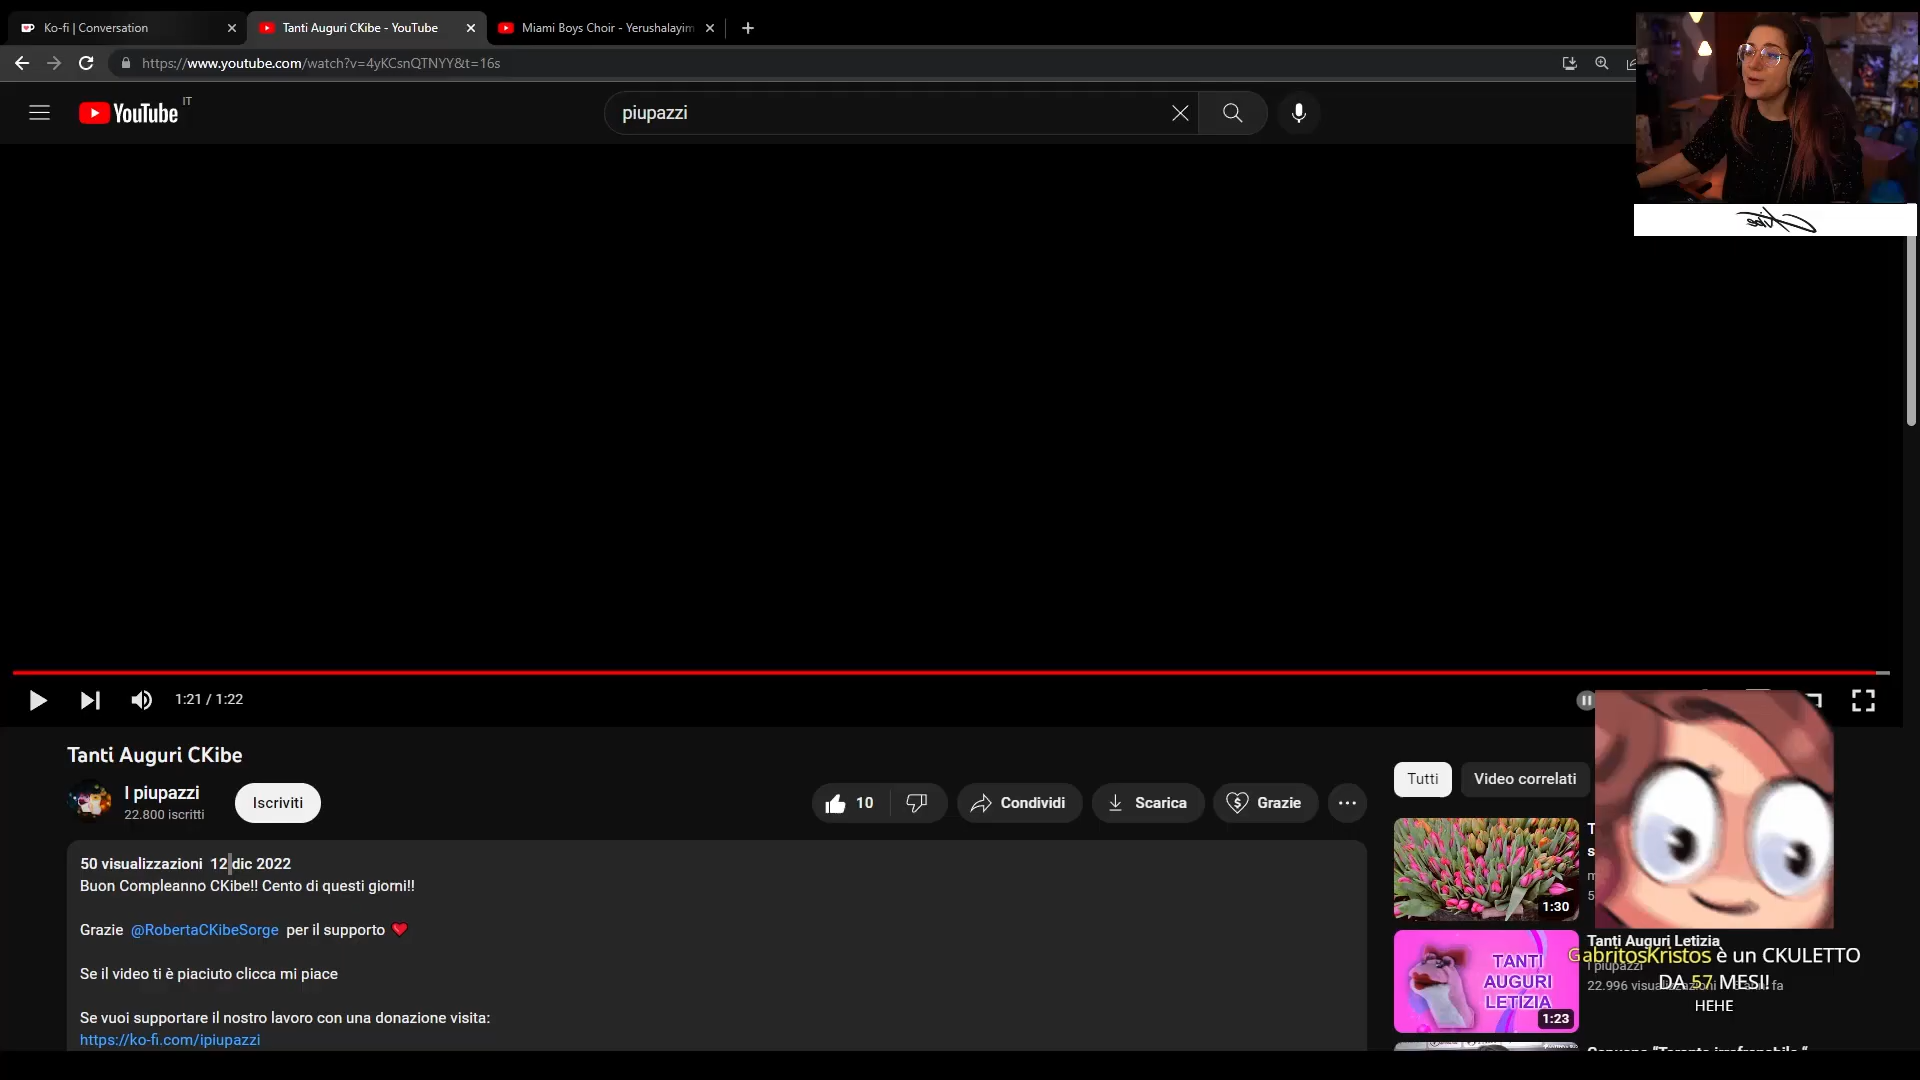 Ko-fi | Conversation
Tanti Auguri CKibe - YouTube
Miami Boys Choir - Yerushalayim
https://www.youtube.com/watch?v=4yKCsnQTNYY&t=16s
YouTube IT
piupazzi
CKibe
1:21 / 1:22
Tanti Auguri CKibe
I piupazzi
22.800 iscritti
Iscriviti
10
Condividi
Scarica
Grazie
50 visualizzazioni 12 dic 2022
Buon Compleanno CKibe!! Cento di questi giorni!!
Grazie @RobertaCKibeSorge per il supporto
Se il video ti è piaciuto clicca mi piace
Se vuoi supportare il nostro lavoro con una donazione visita:
https://ko-fi.com/ipiupazzi
Tutti
Video correlati
1:30
TANTI
AUGURI
LETIZIA
1:23
Tanti Auguri Letizia
I piupazzi
22.996
GabritosKristos è un CKULETTO
DA 57 MESI!
HEHE